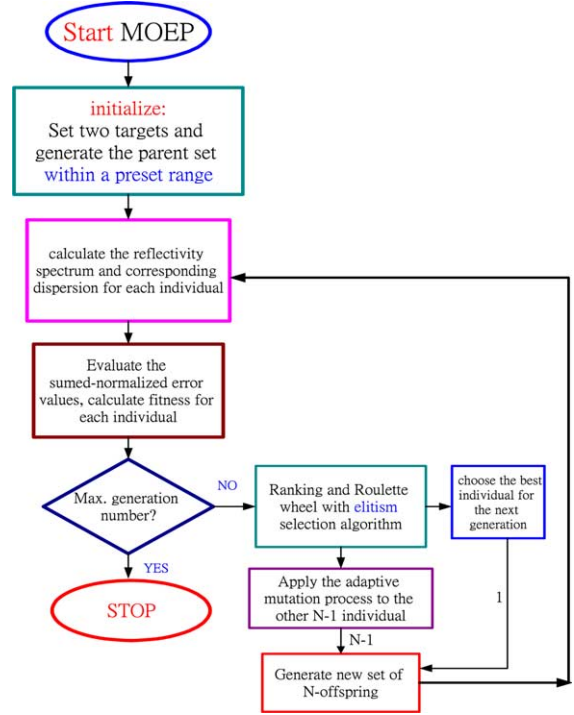 Start MOEP
initialize:
Set two targets and
generate the parent set
within a preset range
calculate the reflectivity
spectrum and corresponding
dispersion for each individual
Evaluate the
sumed-normalized error
values, calculate fitness for
each individual
Max. generation
number?
NO
YES
STOP
Ranking and Roulette
wheel with elitism
selection algorithm
choose the best
individual for
the next
generation
Apply the adaptive
mutation process to the
other N-1 individual
1
N-1
Generate new set of
N-offspring